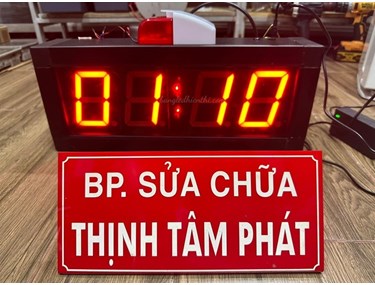 01:10
BP. SỬA CHỮA
THỊNH TÂM PHÁT